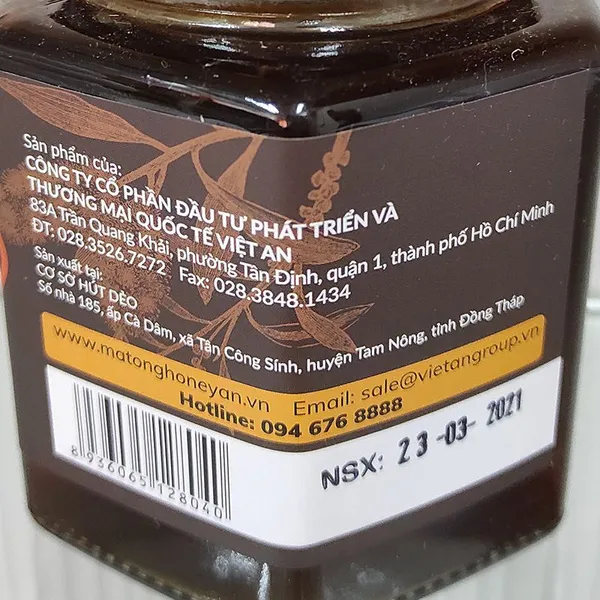 Sản phẩm của:
CÔNG TY CỔ PHẦN ĐẦU TƯ PHÁT TRIỂN VÀ
THƯƠNG MẠI QUỐC TẾ VIỆT AN
83A Trần Quang Khải, phường Tân Định, quận 1, thành phố Hồ Chí Minh
ĐT: 028.3526.7272 Fax: 028.3848.1434
Sản xuất tại:
CƠ SỞ HÚT DẺO
Số nhà 185, ấp Cà Dâm, xã Tân Công Sính, huyện Tam Nông, tỉnh Đồng Tháp
www.matonghoneyan.vn Email: sale@vietangroup.vn
Hotline: 094 676 8888
NSX: 23-03-2021
8 936065 128040